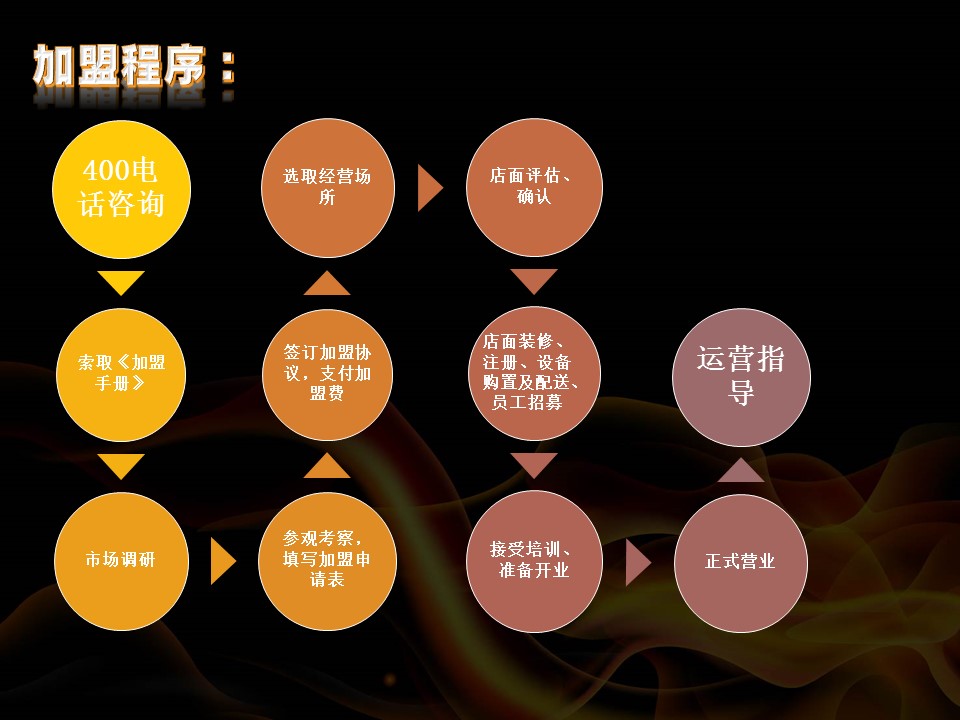 加盟程序：
400电
话咨询
索取《加盟
手册》
市场调研
参观考察，
填写加盟申
请表
签订加盟协
议，支付加
盟费
选取经营场
所
店面评估、
确认
店面装修、
注册、设备
购置及配送、
员工招募
接受培训、
准备开业
正式营业
运营指
导